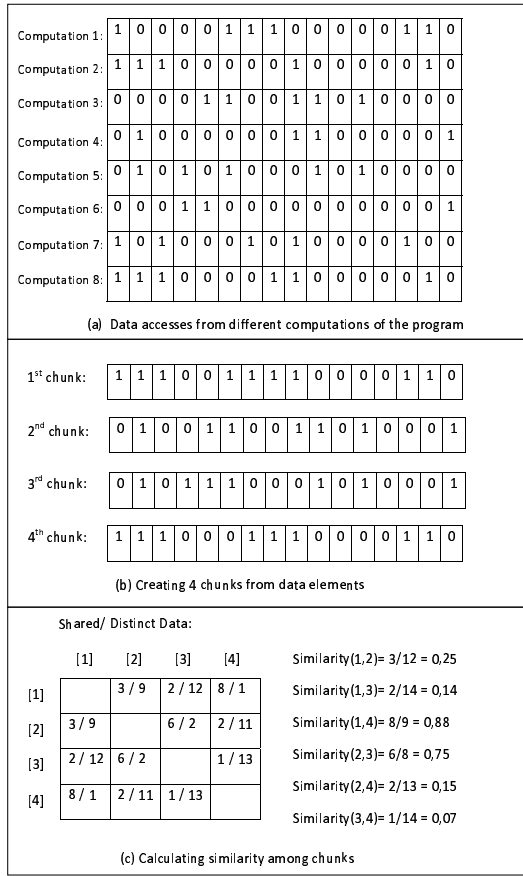 Computation 1: 1 0 0 0 0 1 1 1 0 0 0 0 0 1 1 0
Computation 2: 1 1 1 0 0 0 0 0 1 0 0 0 0 0 1 0
Computation 3: 0 0 0 0 1 1 0 0 1 1 0 1 0 0 0 0
Computation 4: 0 1 0 0 0 0 0 0 1 1 0 0 0 0 0 1
Computation 5: 0 1 0 1 0 1 0 0 0 1 0 1 0 0 0 0
Computation 6: 0 0 0 1 1 0 0 0 0 0 0 0 0 0 0 1
Computation 7: 1 0 1 0 0 0 1 0 1 0 0 0 0 1 0 0
Computation 8: 1 1 1 0 0 0 0 1 1 0 0 0 0 0 1 0
(a) Data accesses from different computations of the program
1st chunk: 1 1 1 0 0 1 1 1 1 0 0 0 0 1 1 0
2nd chunk: 0 1 0 0 1 1 0 0 1 1 0 1 0 0 0 1
3rd chunk: 0 1 0 1 1 1 0 0 0 1 0 1 0 0 0 1
4th chunk: 1 1 1 0 0 0 1 1 1 0 0 0 0 1 1 0
(b) Creating 4 chunks from data elements
Shared/ Distinct Data:
[1] [2] [3] [4]
[1] 3 / 9 2 / 12 8 / 1
[2] 3 / 9 6 / 2 2 / 11
[3] 2 / 12 6 / 2 1 / 13
[4] 8 / 1 2 / 11 1 / 13
Similarity(1,2)= 3/12 = 0,25
Similarity(1,3)= 2/14 = 0,14
Similarity(1,4)= 8/9 = 0,88
Similarity(2,3)= 6/8 = 0,75
Similarity(2,4)= 2/13 = 0,15
Similarity(3,4)= 1/14 = 0,07
(c) Calculating similarity among chunks